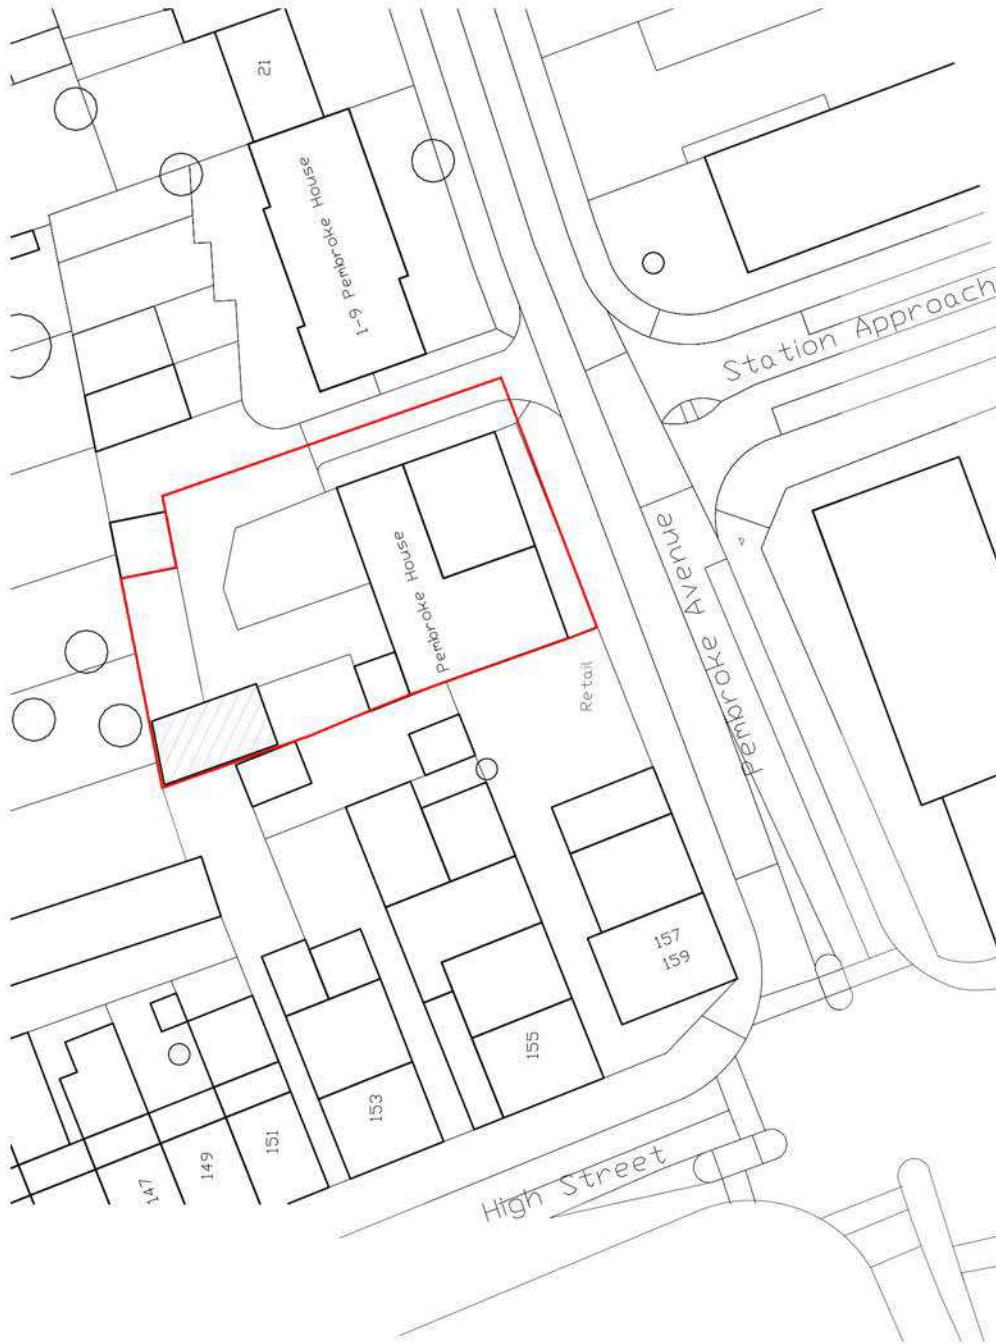 21
1-9 Pembroke House
Station Approach
Pembroke House
Pembroke Avenue
Retail
157
159
155
153
151
149
147
High Street